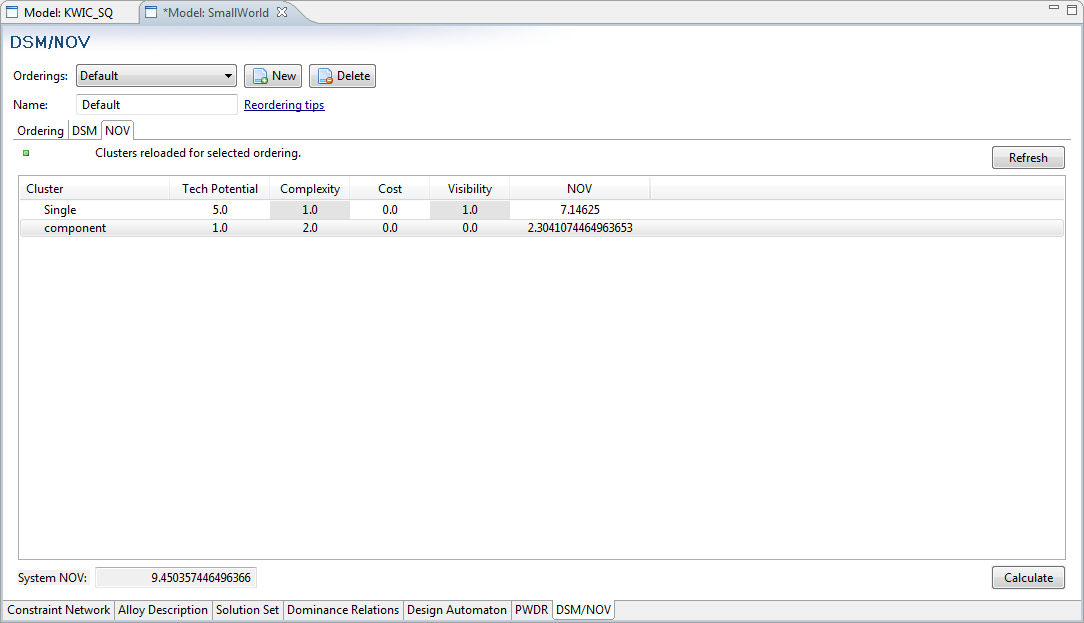 Model: KWIC_SQ *Model: SmallWorld
DSM/NOV
Orderings: Default New Delete
Name: Default Reordering tips
Ordering DSM NOV
Clusters reloaded for selected ordering.
Refresh
Cluster Tech Potential Complexity Cost Visibility NOV
Single 5.0 1.0 0.0 1.0 7.14625
component 1.0 2.0 0.0 0.0 2.3041074464963653
System NOV: 9.450357446496366 Calculate
Constraint Network Alloy Description Solution Set Dominance Relations Design Automaton PWDR DSM/NOV